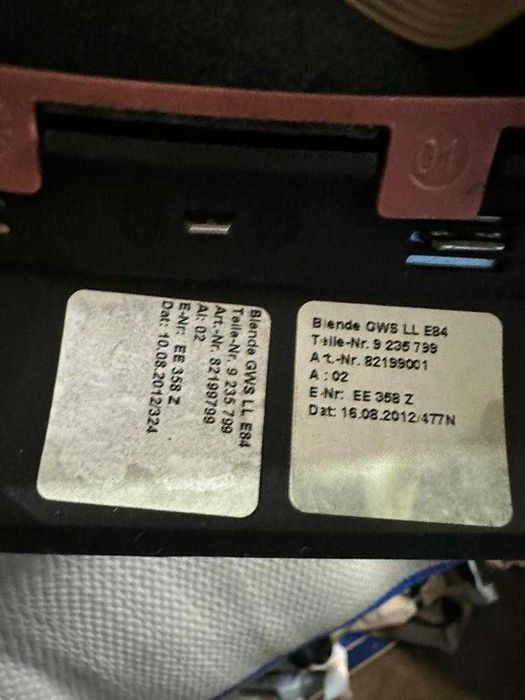 01
Blende GWS LL E84
Teile-Nr. 9 235 799
Art.-Nr. 82199799
AI: 02
E-Nr: EE 358 Z
Dat: 10.08.2012/324
Blende GWS LL E84
Teile-Nr. 9 235 799
Art.-Nr. 82199001
A : 02
E-Nr: EE 358 Z
Dat: 16.08.2012/477N